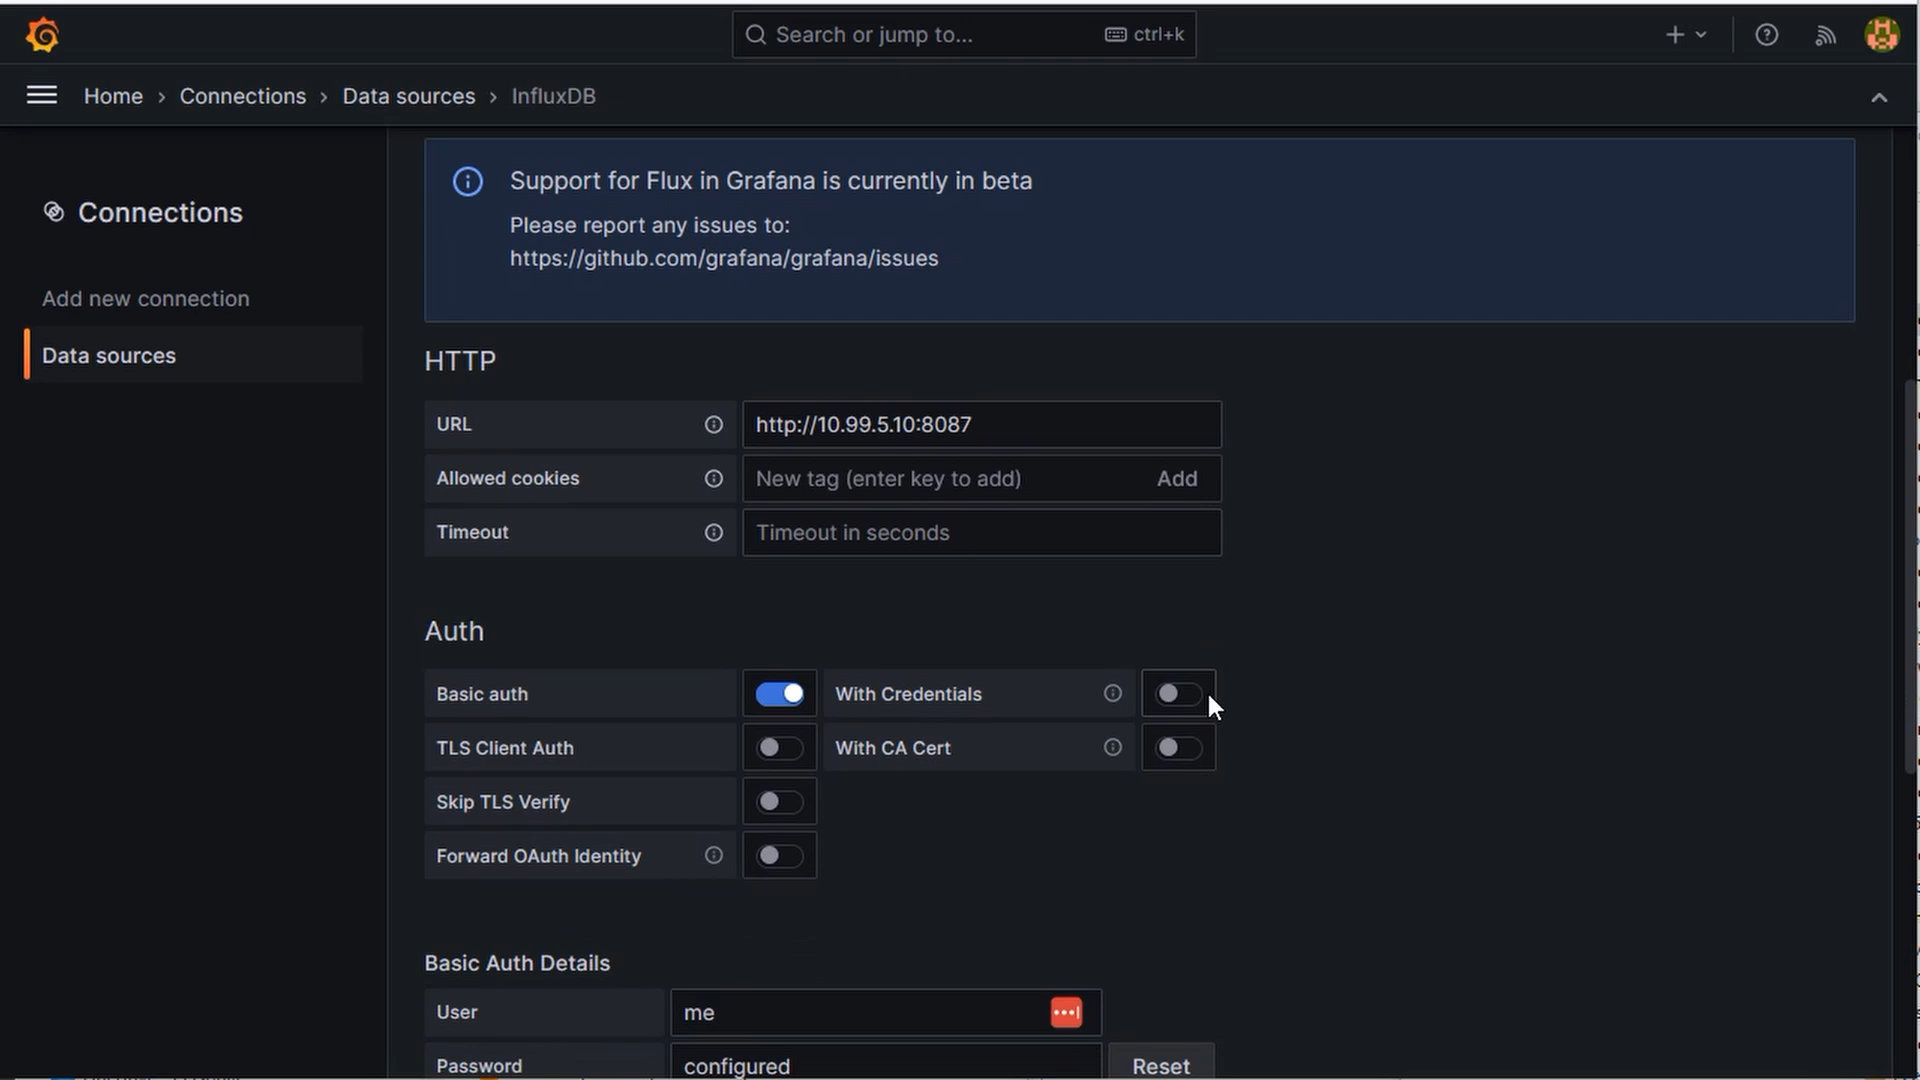 Search or jump to...
ctrl+k
Home
Connections
Data sources
InfluxDB
Connections
Add new connection
Data sources
Support for Flux in Grafana is currently in beta
Please report any issues to:
https://github.com/grafana/grafana/issues
HTTP
URL
http://10.99.5.10:8087
Allowed cookies
New tag (enter key to add)
Add
Timeout
Timeout in seconds
Auth
Basic auth
With Credentials
TLS Client Auth
With CA Cert
Skip TLS Verify
Forward OAuth Identity
Basic Auth Details
User
me
Password
configured
Reset